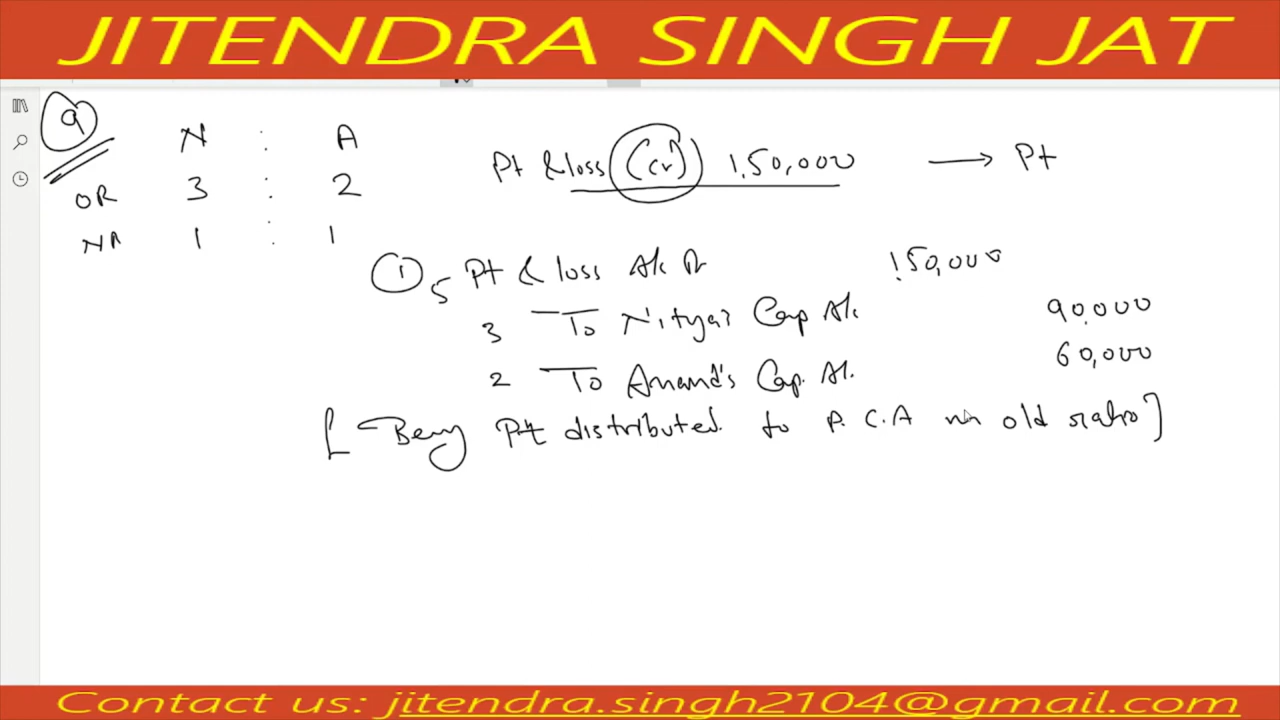 JITENDRA SINGH JAT
9
N : A
OR 3 : 2
NR 1 : 1
Pt & loss (cr) 1,50,000 → Pt
1 5 Pt & loss A/c Dr 1,50,000
3 To Nitya's Cap A/c 90,000
2 To Anand's Cap. A/c. 60,000
[Being Pt distributed to P.C.A in old ratio]
Contact us: jitendra.singh2104@gmail.com